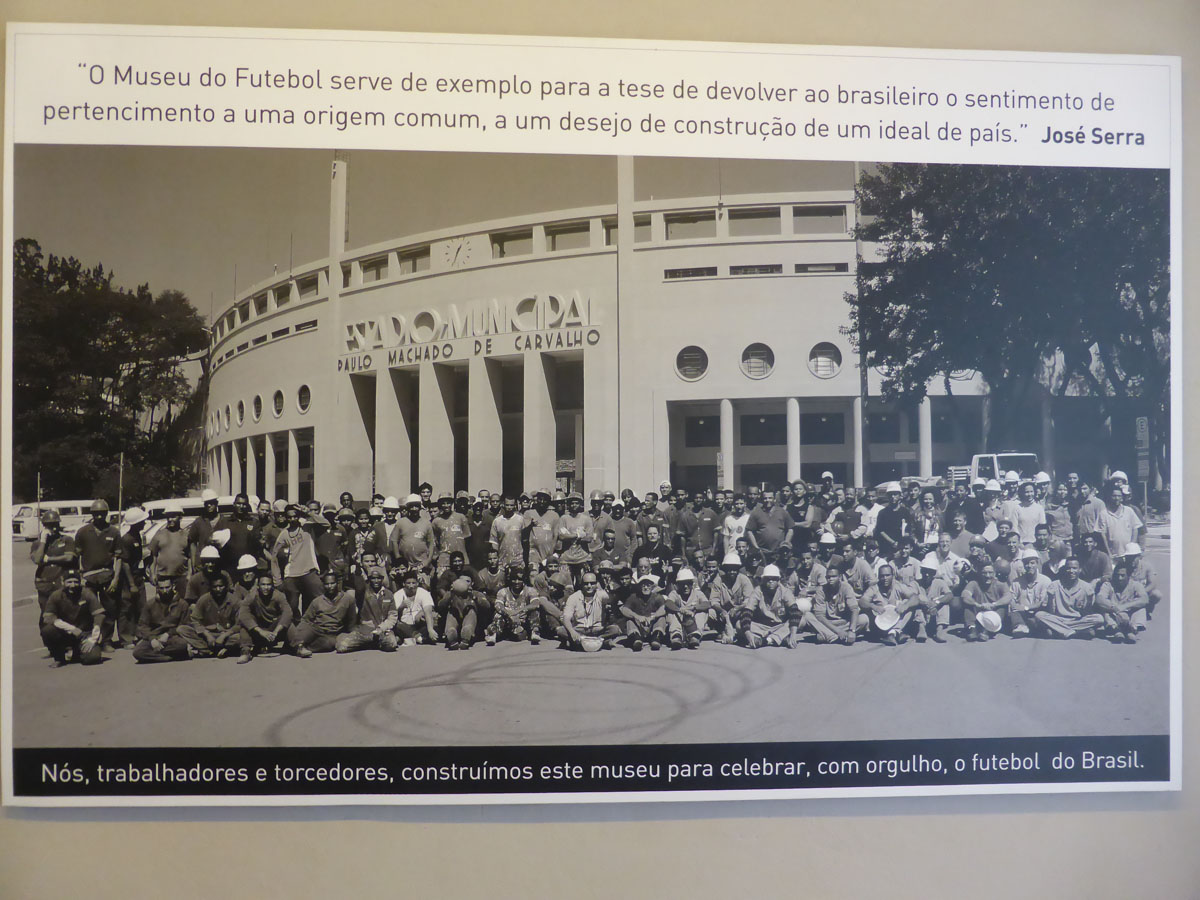 “O Museu do Futebol serve de exemplo para a tese de devolver ao brasileiro o sentimento de
pertencimento a uma origem comum, a um desejo de construção de um ideal de país.” José Serra
ESTADIO MUNICIPAL
PAULO MACHADO DE CARVALHO
Nós, trabalhadores e torcedores, construímos este museu para celebrar, com orgulho, o futebol do Brasil.